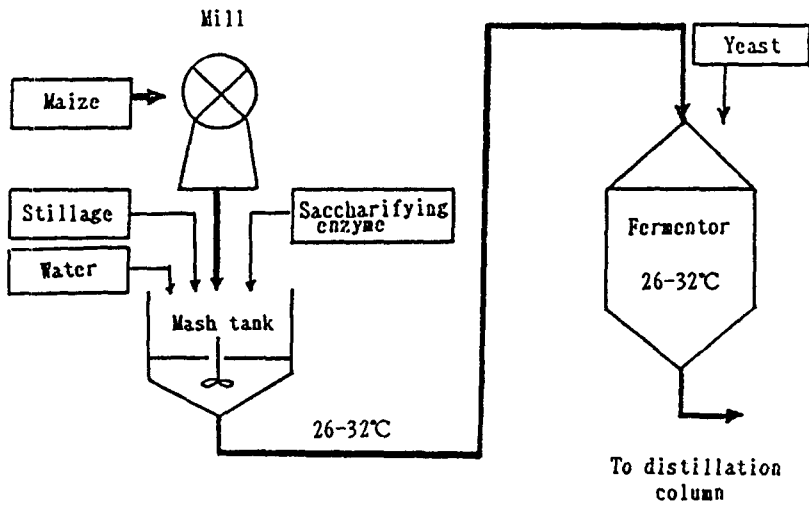 Mill
Yeast
Maize
Stillage
Saccharifying
enzyme
Water
Fermentor
26-32℃
Mash tank
26-32℃
To distillation
column